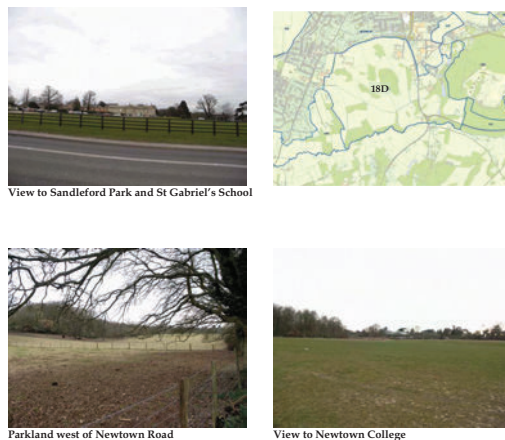 View to Sandleford Park and St Gabriel's School
18D
Parkland west of Newtown Road
View to Newtown College